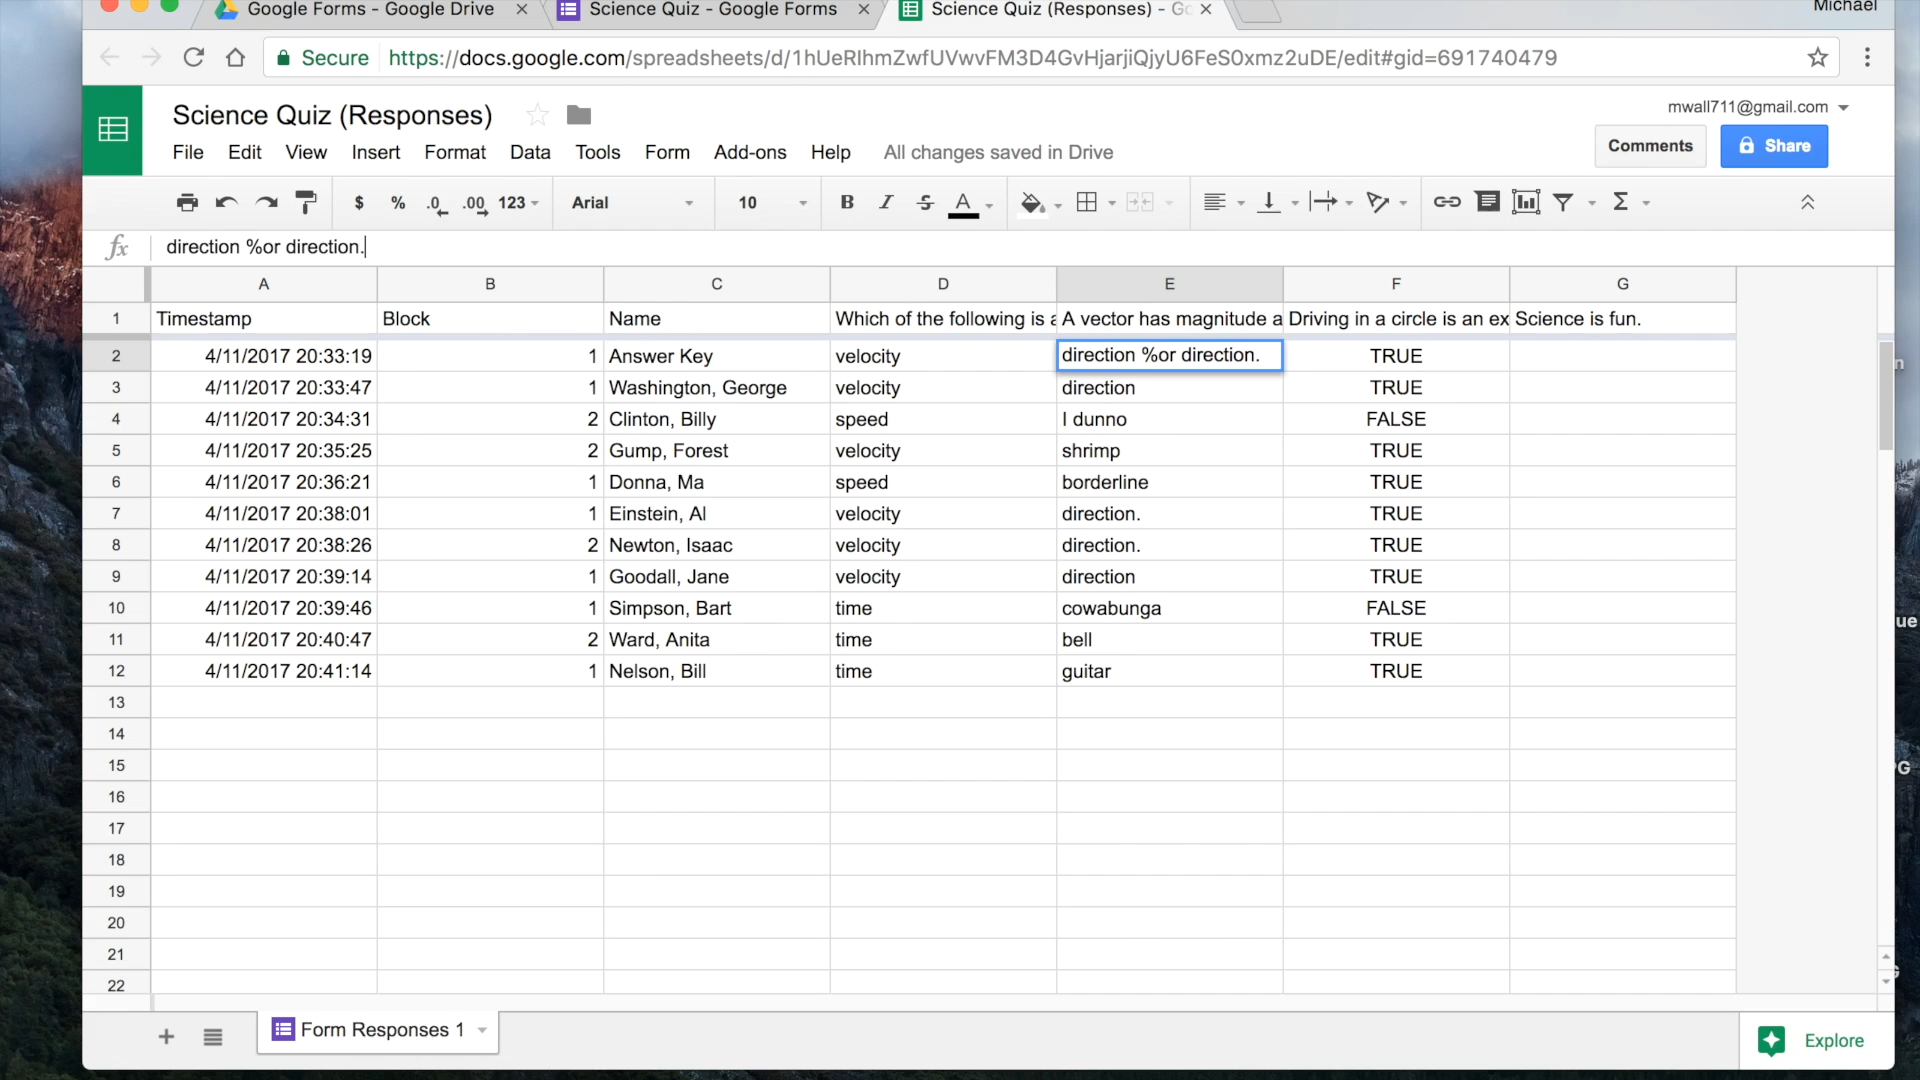 Google Forms - Google Drive
Science Quiz - Google Forms
Science Quiz (Responses) - Go
Michael
Secure https://docs.google.com/spreadsheets/d/1hUeRlhmZwfUVwvFM3D4GvHjarjiQjyU6FeS0xmz2uDE/edit#gid=691740479
Science Quiz (Responses)
mwall711@gmail.com
File Edit View Insert Format Data Tools Form Add-ons Help All changes saved in Drive
Comments Share
$ % .0 .00 123 Arial 10 B I S A Σ
fx direction %or direction.
A B C D E F G
1 Timestamp Block Name Which of the following is a A vector has magnitude a Driving in a circle is an ex Science is fun.
2 4/11/2017 20:33:19 1 Answer Key velocity direction %or direction. TRUE
3 4/11/2017 20:33:47 1 Washington, George velocity direction TRUE
4 4/11/2017 20:34:31 2 Clinton, Billy speed I dunno FALSE
5 4/11/2017 20:35:25 2 Gump, Forest velocity shrimp TRUE
6 4/11/2017 20:36:21 1 Donna, Ma speed borderline TRUE
7 4/11/2017 20:38:01 1 Einstein, Al velocity direction. TRUE
8 4/11/2017 20:38:26 2 Newton, Isaac velocity direction. TRUE
9 4/11/2017 20:39:14 1 Goodall, Jane velocity direction TRUE
10 4/11/2017 20:39:46 1 Simpson, Bart time cowabunga FALSE
11 4/11/2017 20:40:47 2 Ward, Anita time bell TRUE
12 4/11/2017 20:41:14 1 Nelson, Bill time guitar TRUE
13
14
15
16
17
18
19
20
21
22
Form Responses 1
Explore